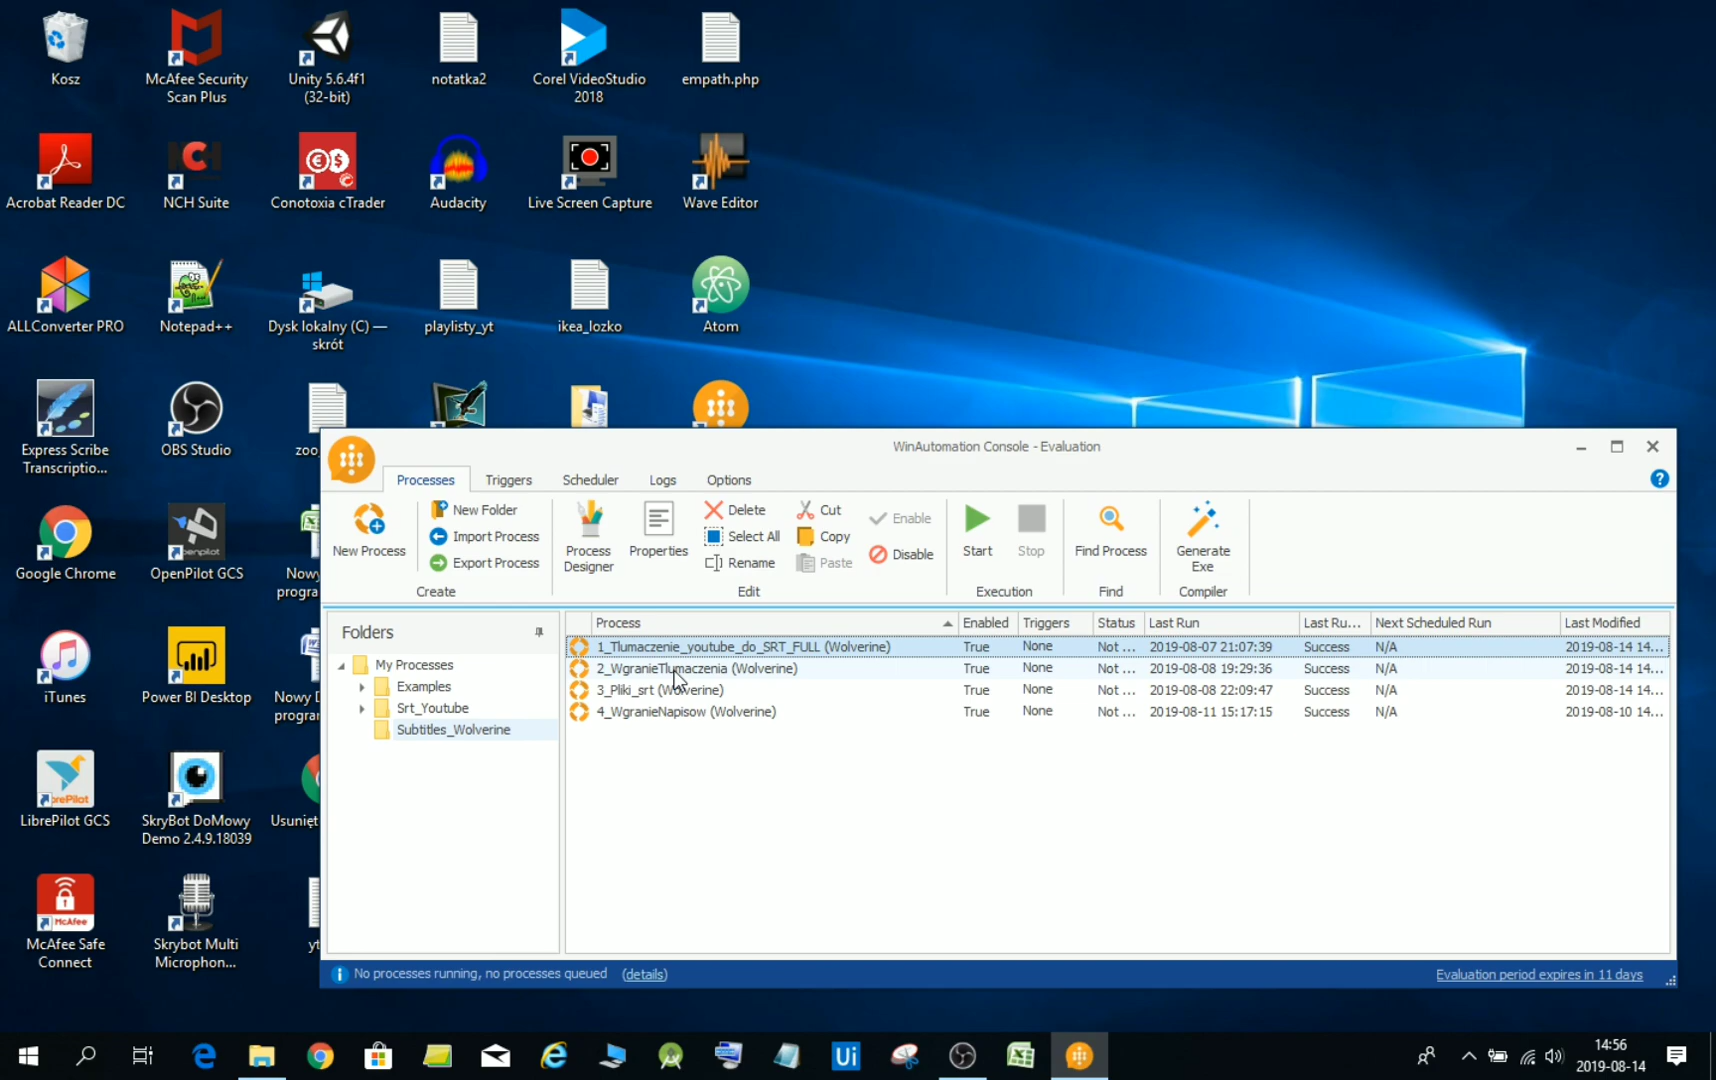 Kosz
McAfee Security
Scan Plus
Unity 5.6.4f1
(32-bit)
notatka2
Corel VideoStudio
2018
empath.php
Acrobat Reader DC
NCH Suite
Conotoxia cTrader
Audacity
Live Screen Capture
Wave Editor
ALLConverter PRO
Notepad++
Dysk lokalny (C) —
skrót
playlisty_yt
ikea_lozko
Atom
Express Scribe
Transcriptio...
OBS Studio
zoo
Google Chrome
OpenPilot GCS
Nowy
progra
iTunes
Power BI Desktop
Nowy D
progran
LibrePilot GCS
SkryBot DoMowy
Demo 2.4.9.18039
Usunięt
McAfee Safe
Connect
Skrybot Multi
Microphon...
yt
WinAutomation Console - Evaluation
Processes
Triggers
Scheduler
Logs
Options
New Process
New Folder
Import Process
Export Process
Create
Process
Designer
Properties
Delete
Select All
Rename
Cut
Copy
Paste
Enable
Disable
Edit
Start
Stop
Execution
Find Process
Find
Generate
Exe
Compiler
Folders
My Processes
Examples
Srt_Youtube
Subtitles_Wolverine
Process Enabled Triggers Status Last Run Last Ru... Next Scheduled Run Last Modified
1_Tlumaczenie_youtube_do_SRT_FULL (Wolverine) True None Not ... 2019-08-07 21:07:39 Success N/A 2019-08-14 14...
2_WgranieTlumaczenia (Wolverine) True None Not ... 2019-08-08 19:29:36 Success N/A 2019-08-14 14...
3_Pliki_srt (Wolverine) True None Not ... 2019-08-08 22:09:47 Success N/A 2019-08-14 14...
4_WgranieNapisow (Wolverine) True None Not ... 2019-08-11 15:17:15 Success N/A 2019-08-10 14...
No processes running, no processes queued (details)
Evaluation period expires in 11 days
Ui
14:56
2019-08-14